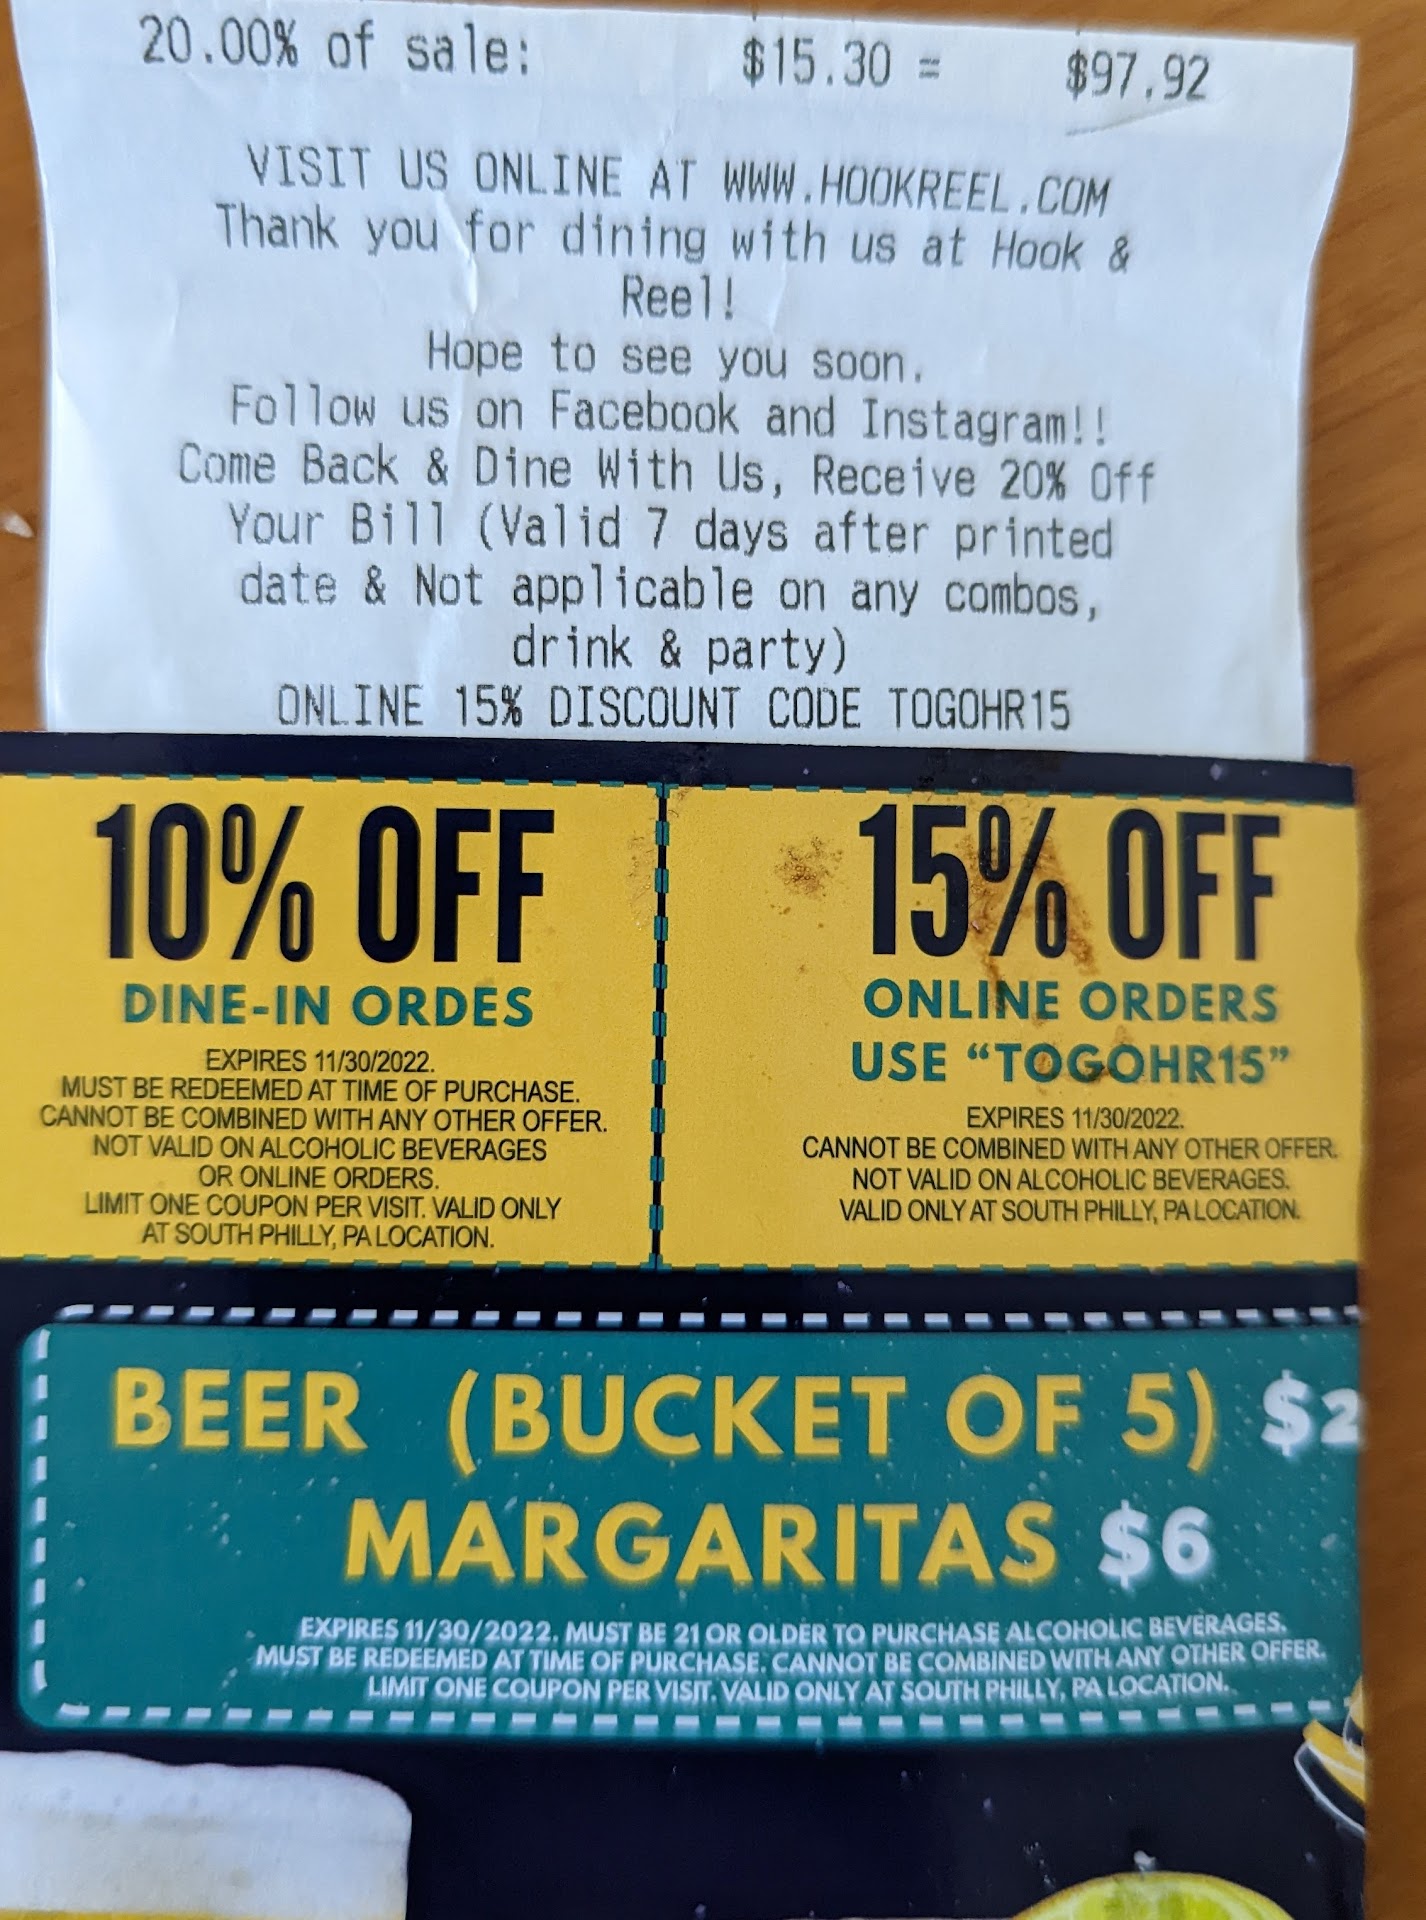 20.00% of sale: $15.30 = $97.92
VISIT US ONLINE AT WWW.HOOKREEL.COM
Thank you for dining with us at Hook &
Reel!
Hope to see you soon.
Follow us on Facebook and Instagram!!
Come Back & Dine With Us, Receive 20% Off
Your Bill (Valid 7 days after printed
date & Not applicable on any combos,
drink & party)
ONLINE 15% DISCOUNT CODE TOGOHR15
10% OFF
DINE-IN ORDES
EXPIRES 11/30/2022.
MUST BE REDEEMED AT TIME OF PURCHASE.
CANNOT BE COMBINED WITH ANY OTHER OFFER.
NOT VALID ON ALCOHOLIC BEVERAGES
OR ONLINE ORDERS.
LIMIT ONE COUPON PER VISIT. VALID ONLY
AT SOUTH PHILLY, PA LOCATION.
15% OFF
ONLINE ORDERS
USE “TOGOHR15”
EXPIRES 11/30/2022.
CANNOT BE COMBINED WITH ANY OTHER OFFER.
NOT VALID ON ALCOHOLIC BEVERAGES.
VALID ONLY AT SOUTH PHILLY, PA LOCATION.
BEER (BUCKET OF 5)
MARGARITAS $6
EXPIRES 11/30/2022. MUST BE 21 OR OLDER TO PURCHASE ALCOHOLIC BEVERAGES.
MUST BE REDEEMED AT TIME OF PURCHASE. CANNOT BE COMBINED WITH ANY OTHER OFFER.
LIMIT ONE COUPON PER VISIT. VALID ONLY AT SOUTH PHILLY, PA LOCATION.